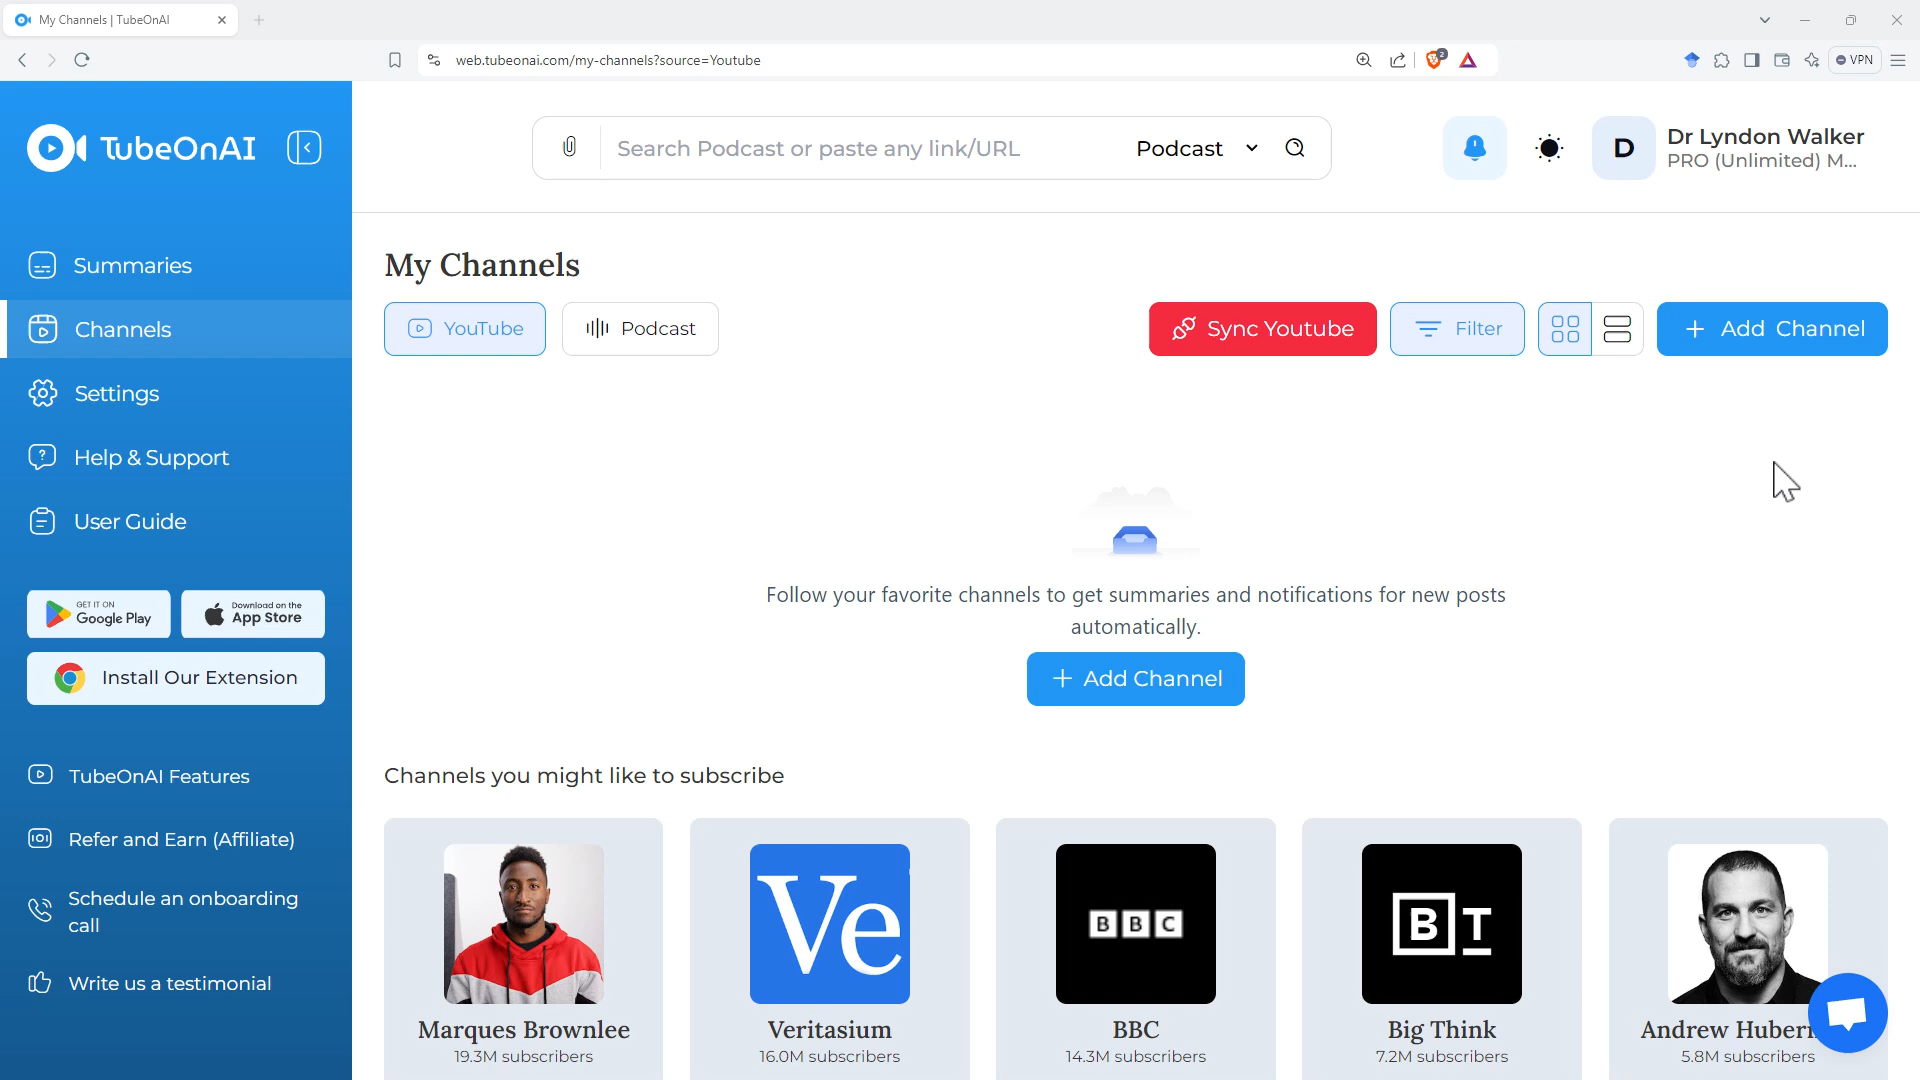 My Channels | TubeOnAI
web.tubeonai.com/my-channels?source=Youtube
2
VPN
TubeOnAI
Search Podcast or paste any link/URL
Podcast
D
Dr Lyndon Walker
PRO (Unlimited) M...
Summaries
Channels
Settings
Help & Support
User Guide
GET IT ON
Google Play
Download on the
App Store
Install Our Extension
TubeOnAI Features
Refer and Earn (Affiliate)
Schedule an onboarding
call
Write us a testimonial
My Channels
YouTube
Podcast
Sync Youtube
Filter
+ Add Channel
Follow your favorite channels to get summaries and notifications for new posts
automatically.
+ Add Channel
Channels you might like to subscribe
Ve
BBC
BT
Marques Brownlee
Veritasium
BBC
Big Think
Andrew Huber
19.3M subscribers
16.0M subscribers
14.3M subscribers
7.2M subscribers
5.8M subscribers